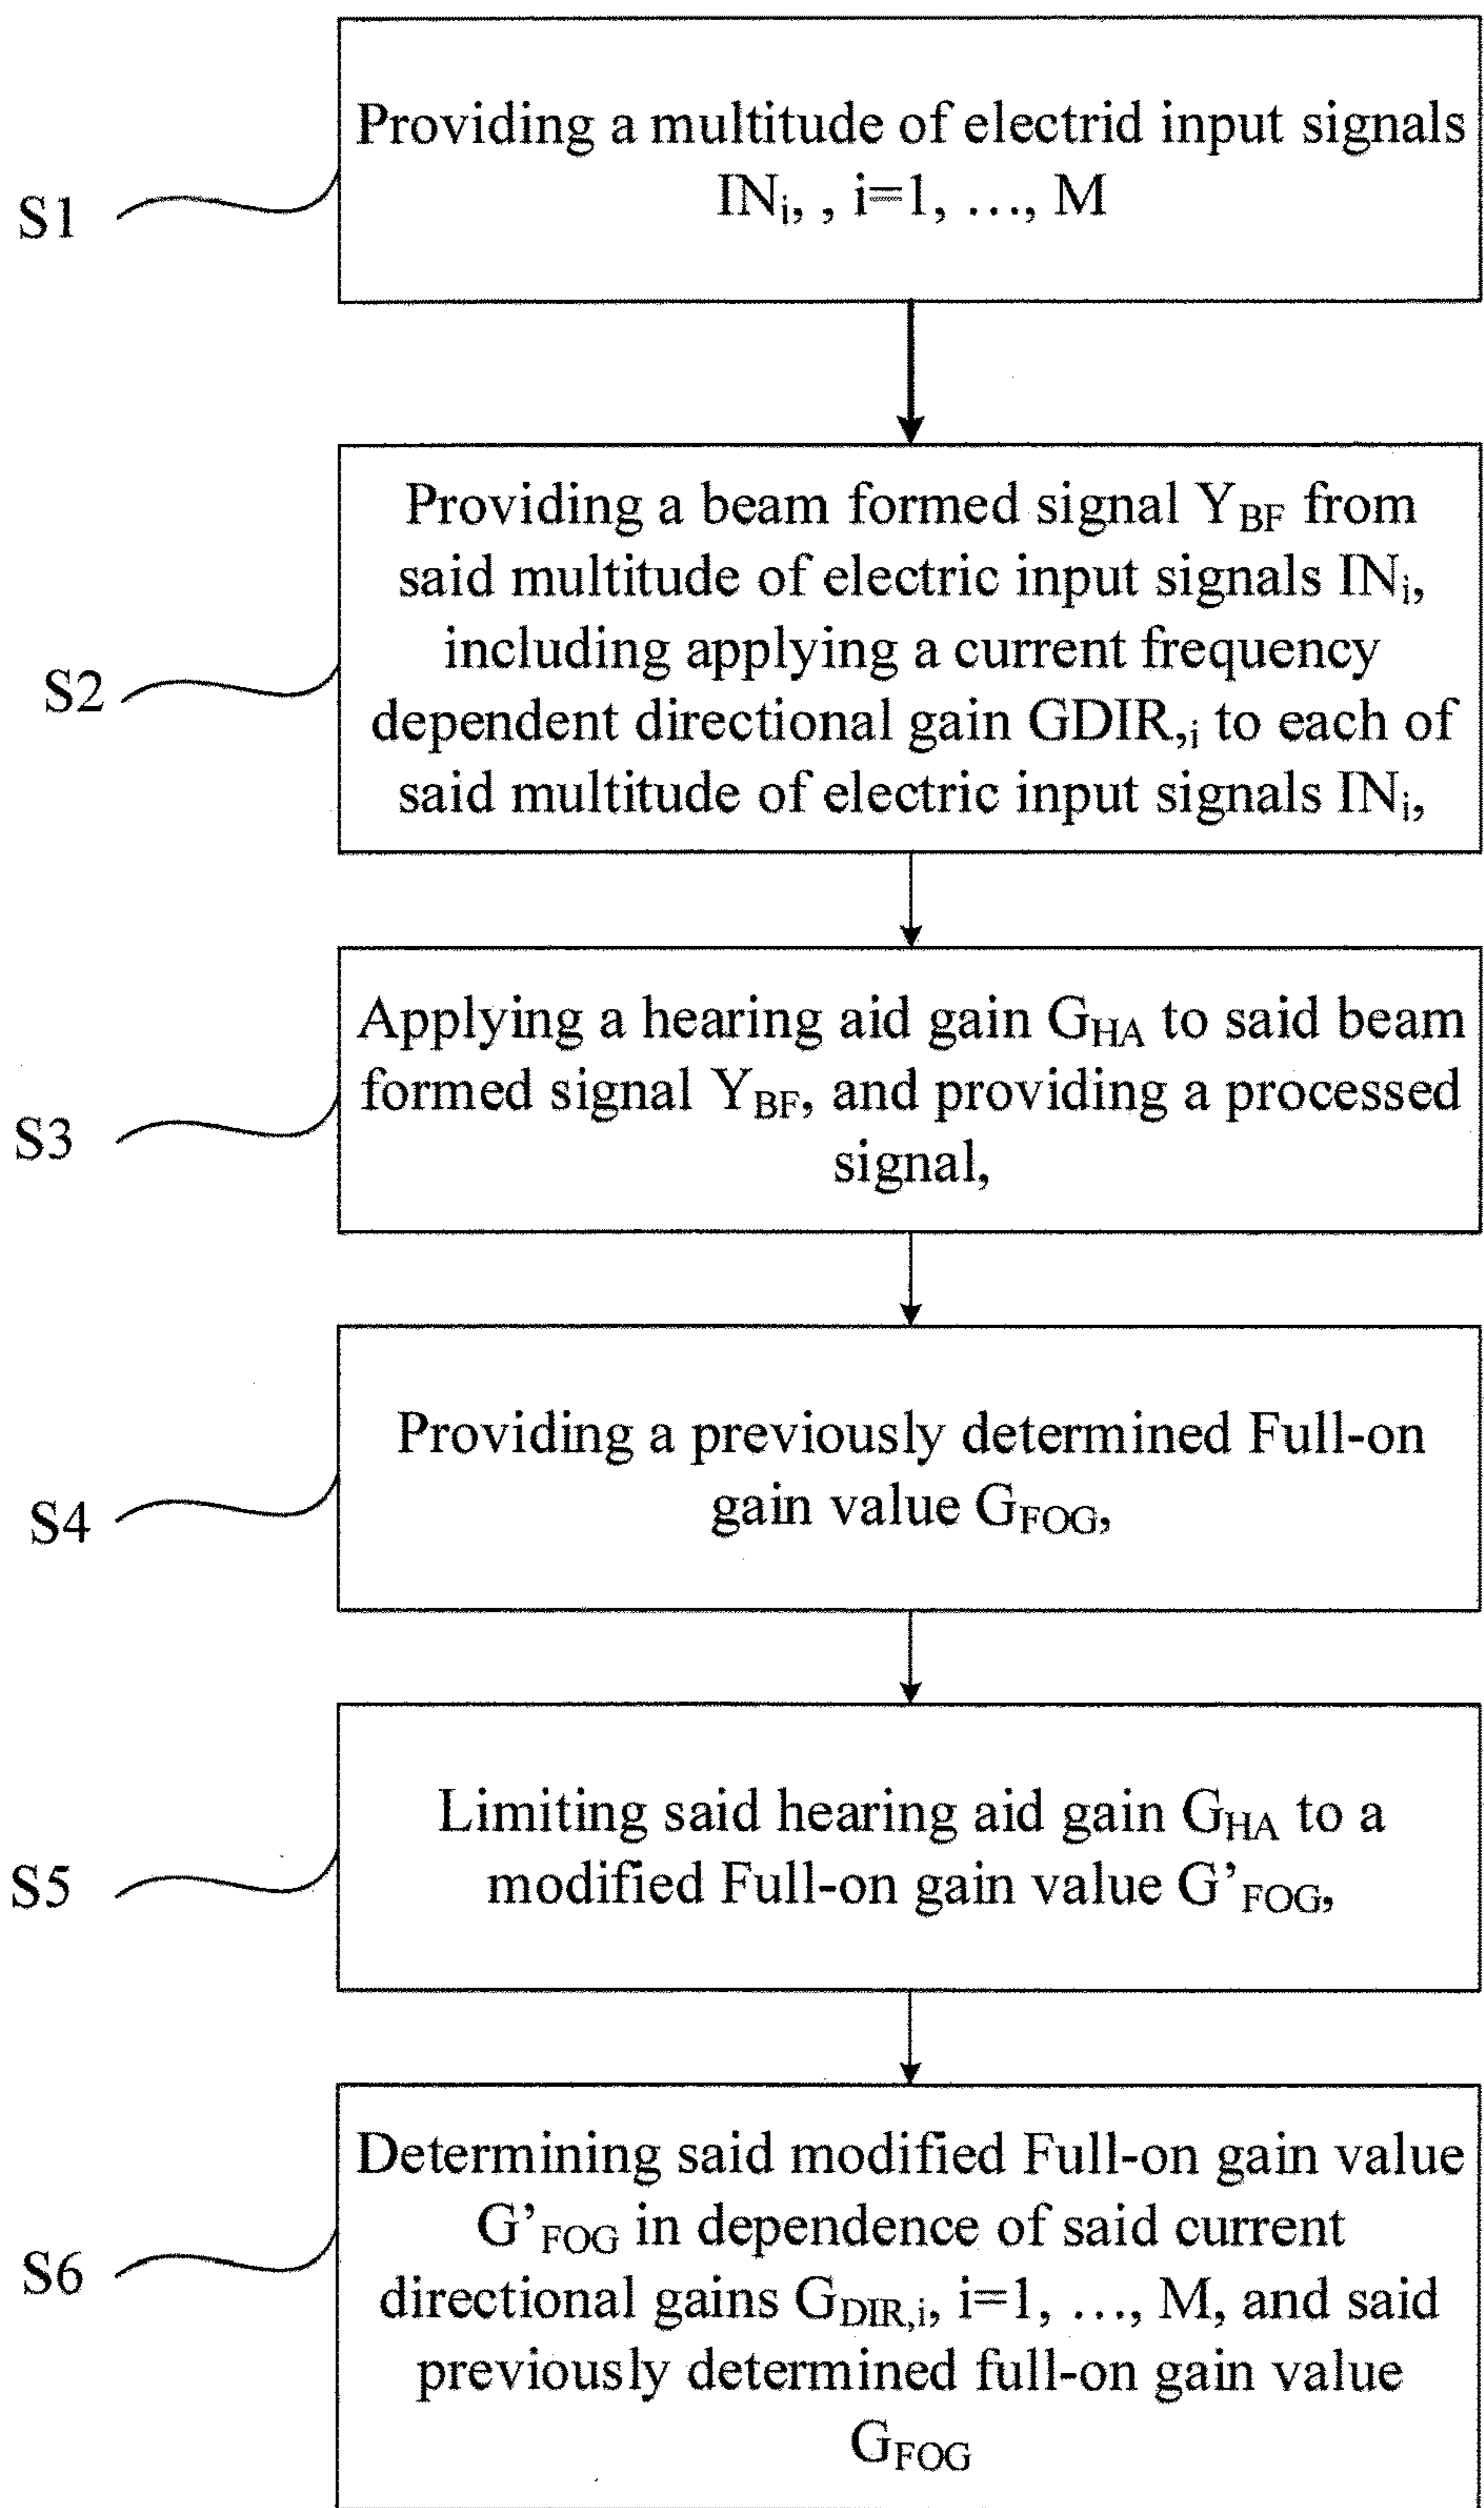 Providing a multitude of electrid input signals
INi, , i=1, …, M
S1
Providing a beam formed signal YBF from
said multitude of electric input signals INi,
including applying a current frequency
dependent directional gain GDIR,i to each of
said multitude of electric input signals INi,
S2
Applying a hearing aid gain GHA to said beam
formed signal YBF, and providing a processed
signal,
S3
Providing a previously determined Full-on
gain value GFOG,
S4
Limiting said hearing aid gain GHA to a
modified Full-on gain value G’FOG,
S5
Determining said modified Full-on gain value
G’FOG in dependence of said current
directional gains GDIR,i, i=1, …, M, and said
previously determined full-on gain value
GFOG
S6